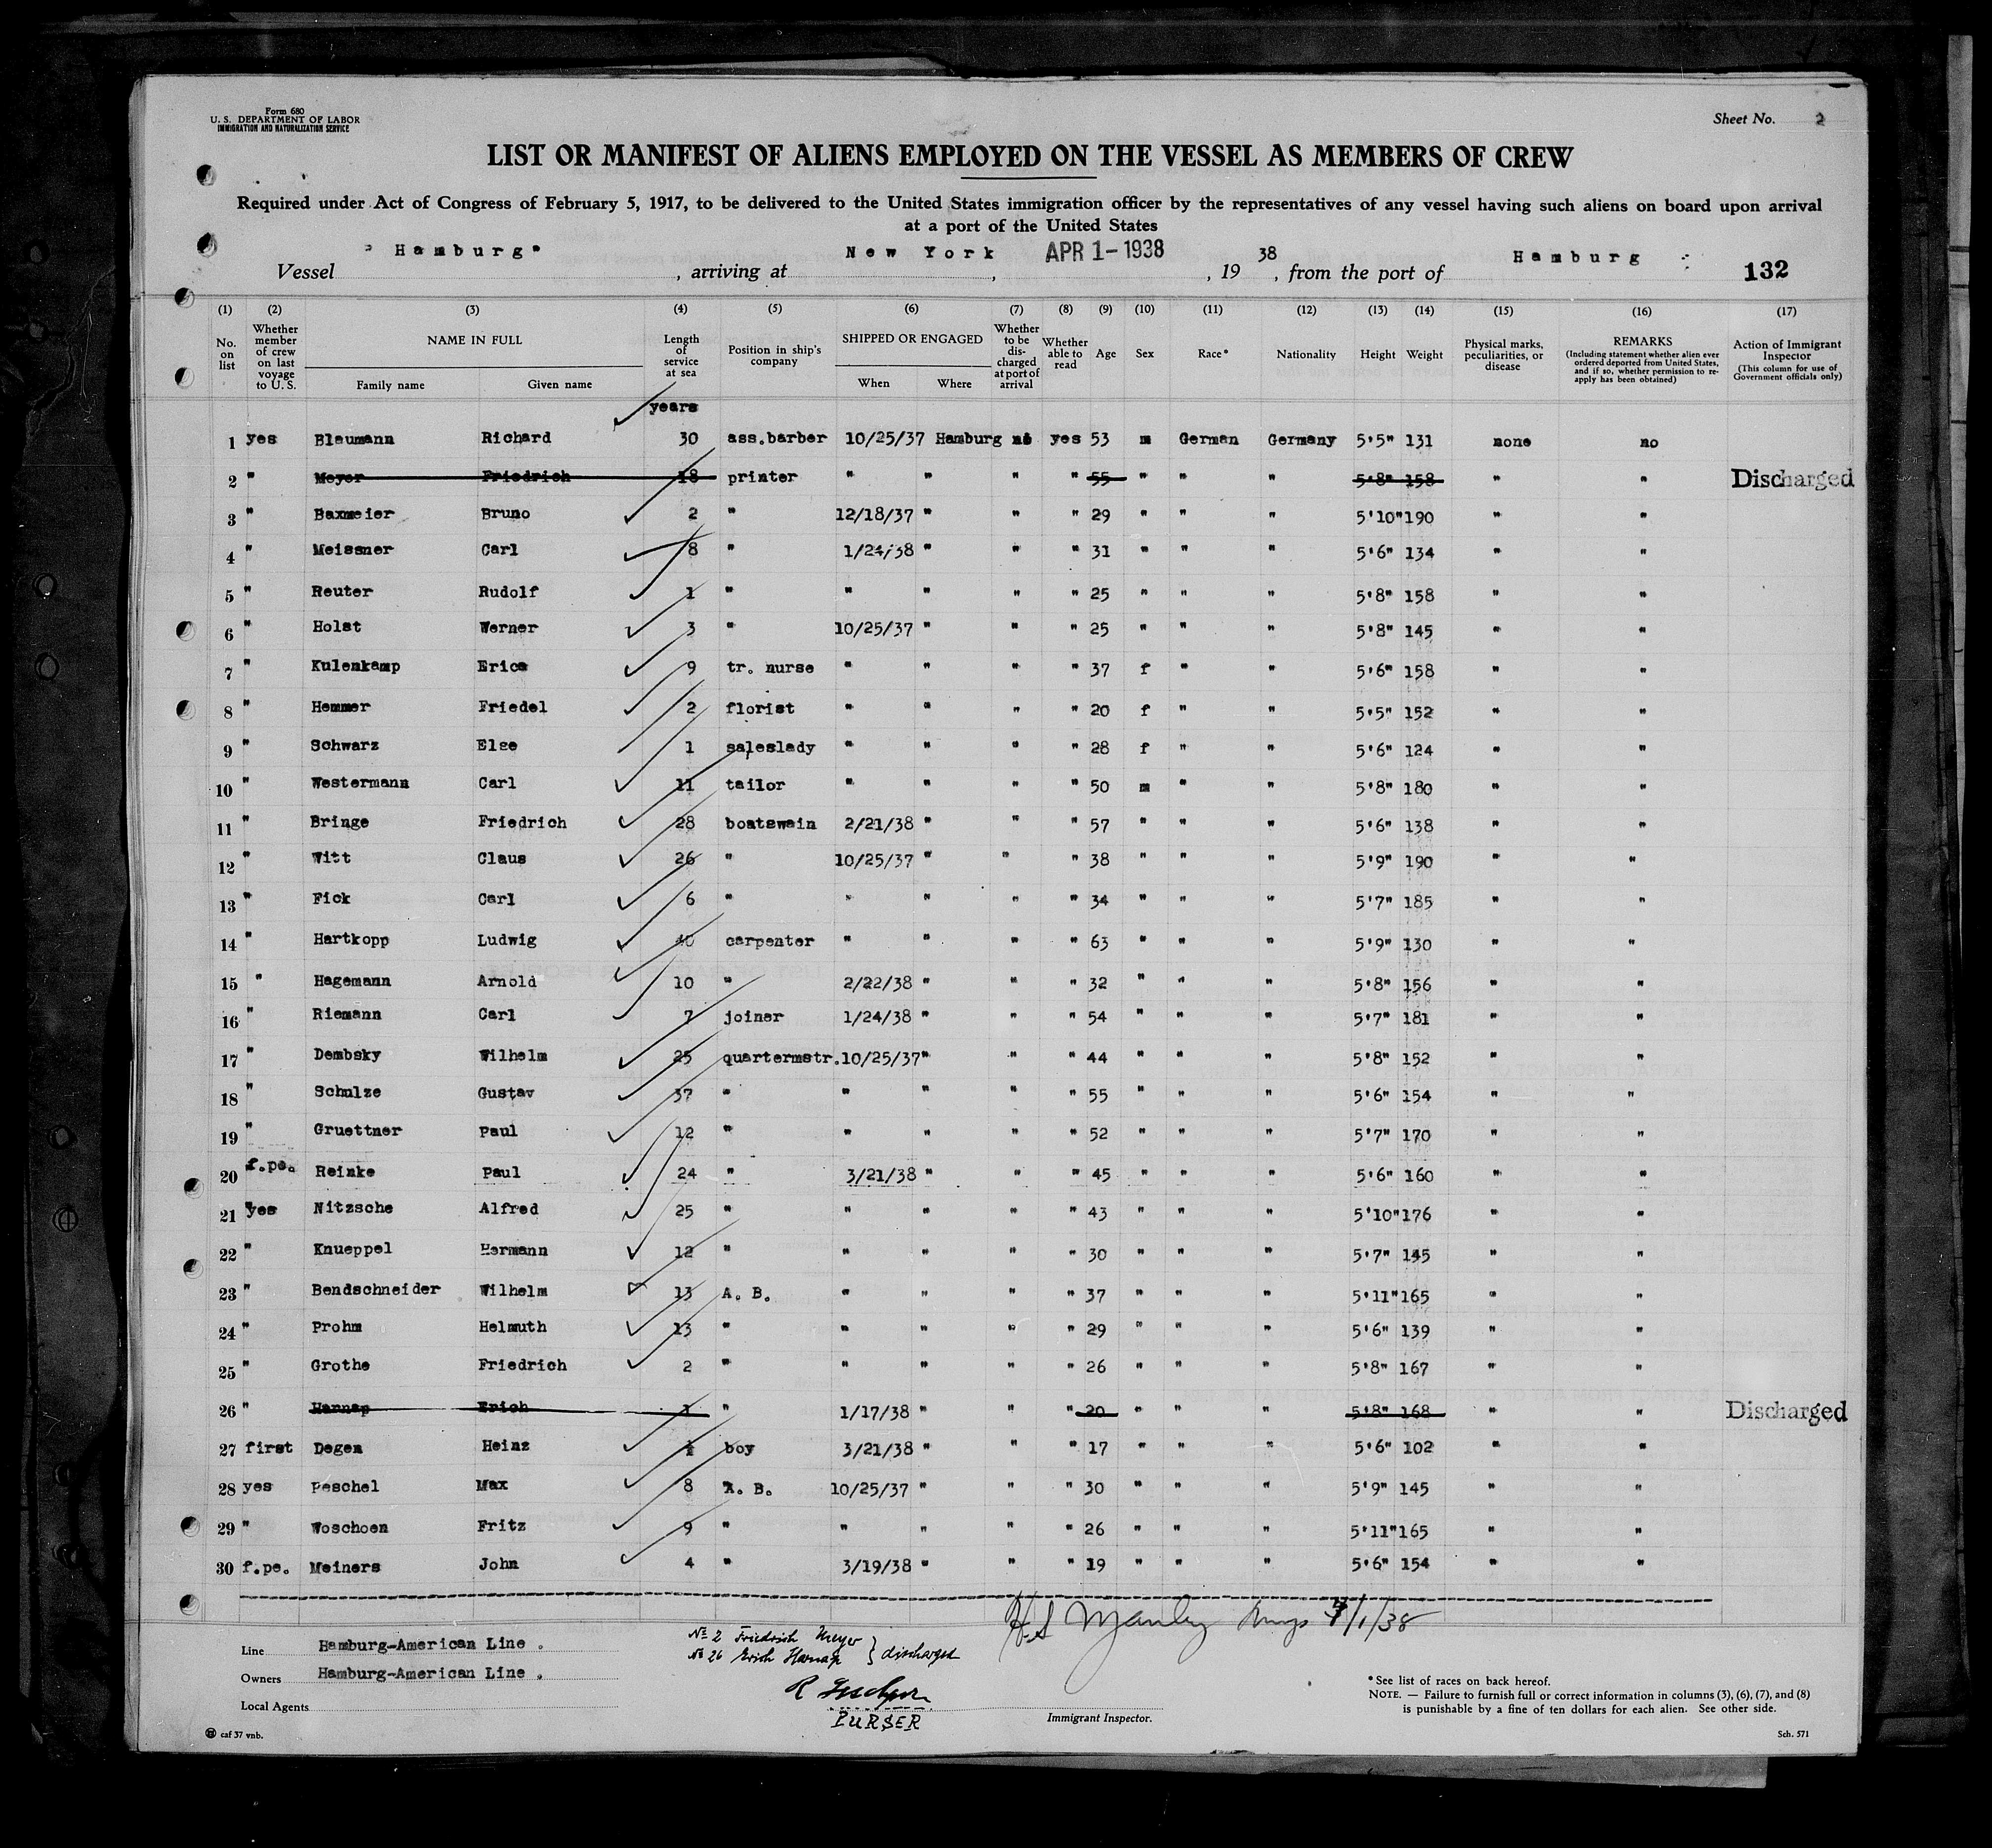 Form 680
U. S. DEPARTMENT OF LABOR
IMMIGRATION AND NATURALIZATION SERVICE
Sheet No. 2
LIST OR MANIFEST OF ALIENS EMPLOYED ON THE VESSEL AS MEMBERS OF CREW
Required under Act of Congress of February 5, 1917, to be delivered to the United States immigration officer by the representatives of any vessel having such aliens on board upon arrival
at a port of the United States
Vessel "Hamburg", arriving at New York, APR 1-1938, 1938, from the port of Hamburg 132
(1) (2) (3) (4) (5) (6) (7) (8) (9) (10) (11) (12) (13) (14) (15) (16) (17)
No. on list
Whether member of crew on last voyage to U. S.
NAME IN FULL
Family name Given name
Length of service at sea
Position in ship's company
SHIPPED OR ENGAGED
When Where
Whether to be discharged at port of arrival
Whether able to read
Age
Sex
Race*
Nationality
Height
Weight
Physical marks, peculiarities, or disease
REMARKS
(Including statement whether alien ever ordered deported from United States, and if so, whether permission to re-apply has been obtained)
Action of Immigrant Inspector
(This column for use of Government officials only)
years
1 yes Blaumann Richard 30 ass.barber 10/25/37 Hamburg no yes 53 m German Germany 5'5" 131 none no
2 " Meyer Friedrich 18 printer " " " " 55 " " " 5'8" 158 " " Discharged
3 " Baxmeier Bruno 2 " 12/18/37 " " " 29 " " " 5'10" 190 " "
4 " Meissner Carl 8 " 1/24/38 " " " 31 " " " 5'6" 134 " "
5 " Reuter Rudolf 1 " " " " " 25 " " " 5'8" 158 " "
6 " Holst Werner 3 " 10/25/37 " " " 25 " " " 5'8" 145 " "
7 " Kulenkamp Erica 9 tr. nurse " " " " 37 f " " 5'6" 158 " "
8 " Hemmer Friedel 2 florist " " " " 20 f " " 5'5" 152 " "
9 " Schwarz Else 1 saleslady " " " " 28 f " " 5'6" 124 " "
10 " Westermann Carl 11 tailor " " " " 50 m " " 5'8" 180 " "
11 " Bringe Friedrich 28 boatswain 2/21/38 " " " 57 " " " 5'6" 138 " "
12 " Witt Claus 26 " 10/25/37 " " " 38 " " " 5'9" 190 " "
13 " Fick Carl 6 " " " " " 34 " " " 5'7" 185 " "
14 " Hartkopp Ludwig 40 carpenter " " " " 63 " " " 5'9" 130 " "
15 " Hagemann Arnold 10 " 2/22/38 " " " 32 " " " 5'8" 156 " "
16 " Riemann Carl 7 joiner 1/24/38 " " " 54 " " " 5'7" 181 " "
17 " Dembsky Wilhelm 25 quartermstr. 10/25/37 " " " 44 " " " 5'8" 152 " "
18 " Schulze Gustav 37 " " " " " 55 " " " 5'6" 154 " "
19 " Gruettner Paul 12 " " " " " 52 " " " 5'7" 170 " "
20 f.pe. Reinke Paul 24 " 3/21/38 " " " 45 " " " 5'6" 160 " "
21 yes Nitzsche Alfred 25 " " " " " 43 " " " 5'10" 176 " "
22 " Knueppel Hermann 12 " " " " " 30 " " " 5'7" 145 " "
23 " Bendschneider Wilhelm 13 A. B. " " " " 37 " " " 5'11" 165 " "
24 " Prohm Helmuth 13 " " " " " 29 " " " 5'6" 139 " "
25 " Grothe Friedrich 2 " " " " " 26 " " " 5'8" 167 " "
26 " Harnap Erich 1 " 1/17/38 " " " 20 " " " 5'8" 168 " " Discharged
27 first Degen Heinz boy 3/21/38 " " " 17 " " " 5'6" 102 " "
28 yes Peschel Max 8 A. B. 10/25/37 " " " 30 " " " 5'9" 145 " "
29 " Woschoen Fritz 9 " " " " " 26 " " " 5'11" 165 " "
30 f.pe. Meiners John 4 " 3/19/38 " " " 19 " " " 5'6" 154 " "
H.S Manley 4/1/38
Line Hamburg-American Line .
Owners Hamburg-American Line .
Local Agents
No 2 Friedrich Meyer
No 26 Erich Harnap } discharged
PURSER
Immigrant Inspector.
* See list of races on back hereof.
NOTE. — Failure to furnish full or correct information in columns (3), (6), (7), and (8)
is punishable by a fine of ten dollars for each alien. See other side.
caf 37 vnb.
Sch. 571